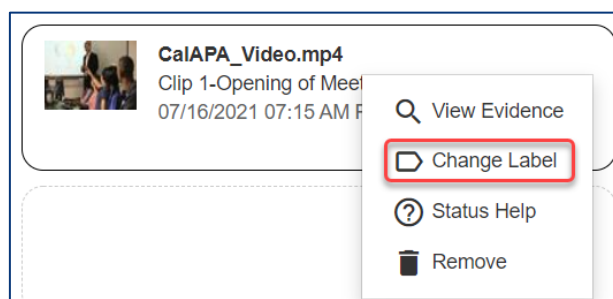 CalAPA_Video.mp4
Clip 1-Opening of Meet
07/16/2021 07:15 AM
View Evidence
Change Label
Status Help
Remove